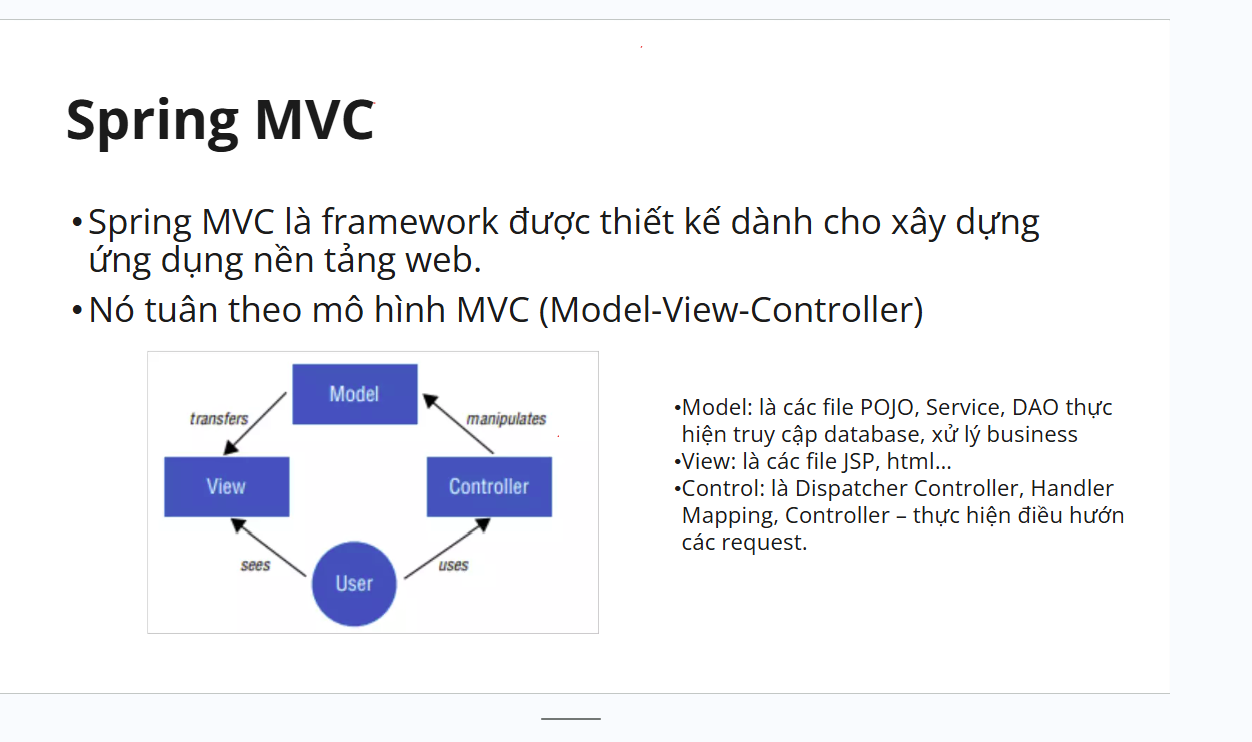 Spring MVC
•Spring MVC là framework được thiết kế dành cho xây dựng
ứng dụng nền tảng web.
•Nó tuân theo mô hình MVC (Model-View-Controller)
Model
transfers
manipulates
View
Controller
sees
uses
User
•Model: là các file POJO, Service, DAO thực
hiện truy cập database, xử lý business
•View: là các file JSP, html...
•Control: là Dispatcher Controller, Handler
Mapping, Controller – thực hiện điều hướn
các request.